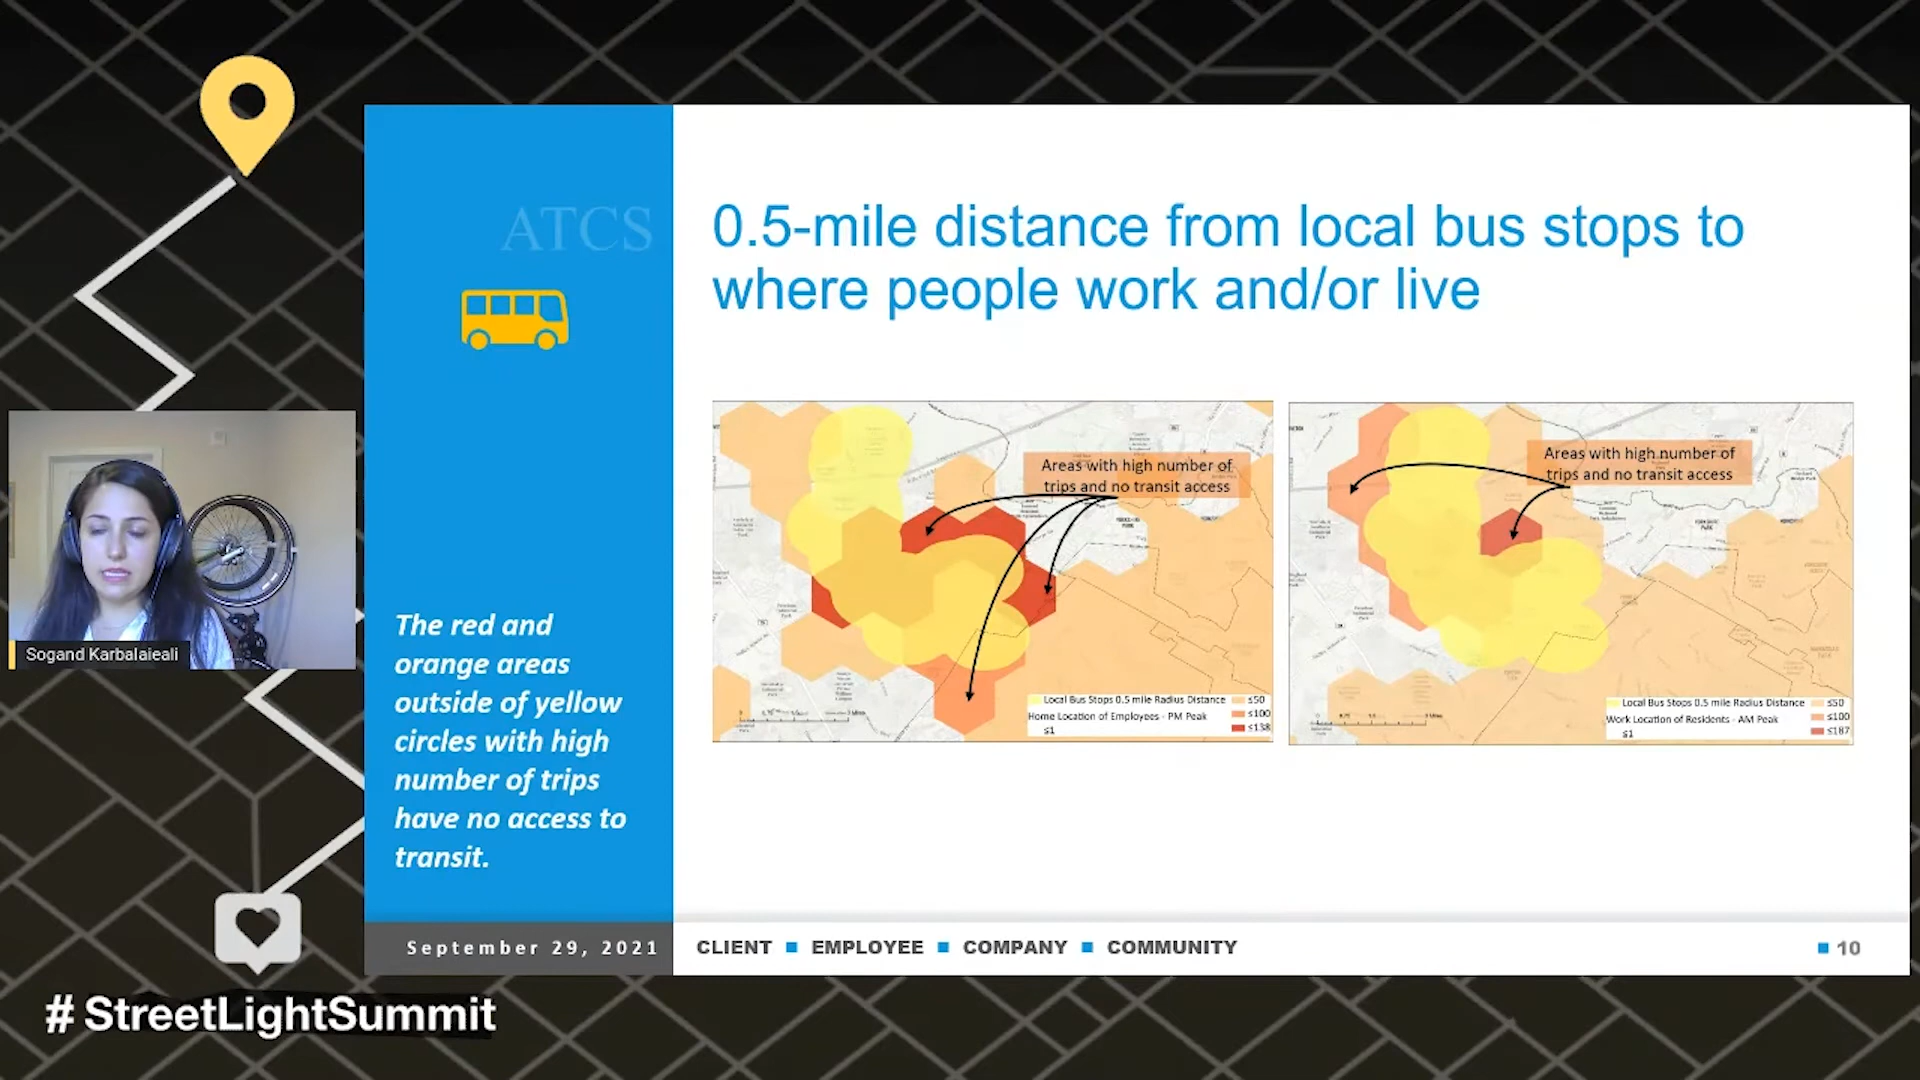 ATCS
0.5-mile distance from local bus stops to
where people work and/or live
The red and
orange areas
outside of yellow
circles with high
number of trips
have no access to
transit.
Areas with high number of
trips and no transit access
Local Bus Stops 0.5 mile Radius Distance
Home Location of Employees - PM Peak
≤1
≤50
≤100
≤138
Areas with high number of
trips and no transit access
Local Bus Stops 0.5 mile Radius Distance
Work Location of Residents - AM Peak
≤1
≤50
≤100
≤187
Sogand Karbalaieali
September 29, 2021
CLIENT ■ EMPLOYEE ■ COMPANY ■ COMMUNITY
■ 10
# StreetLightSummit